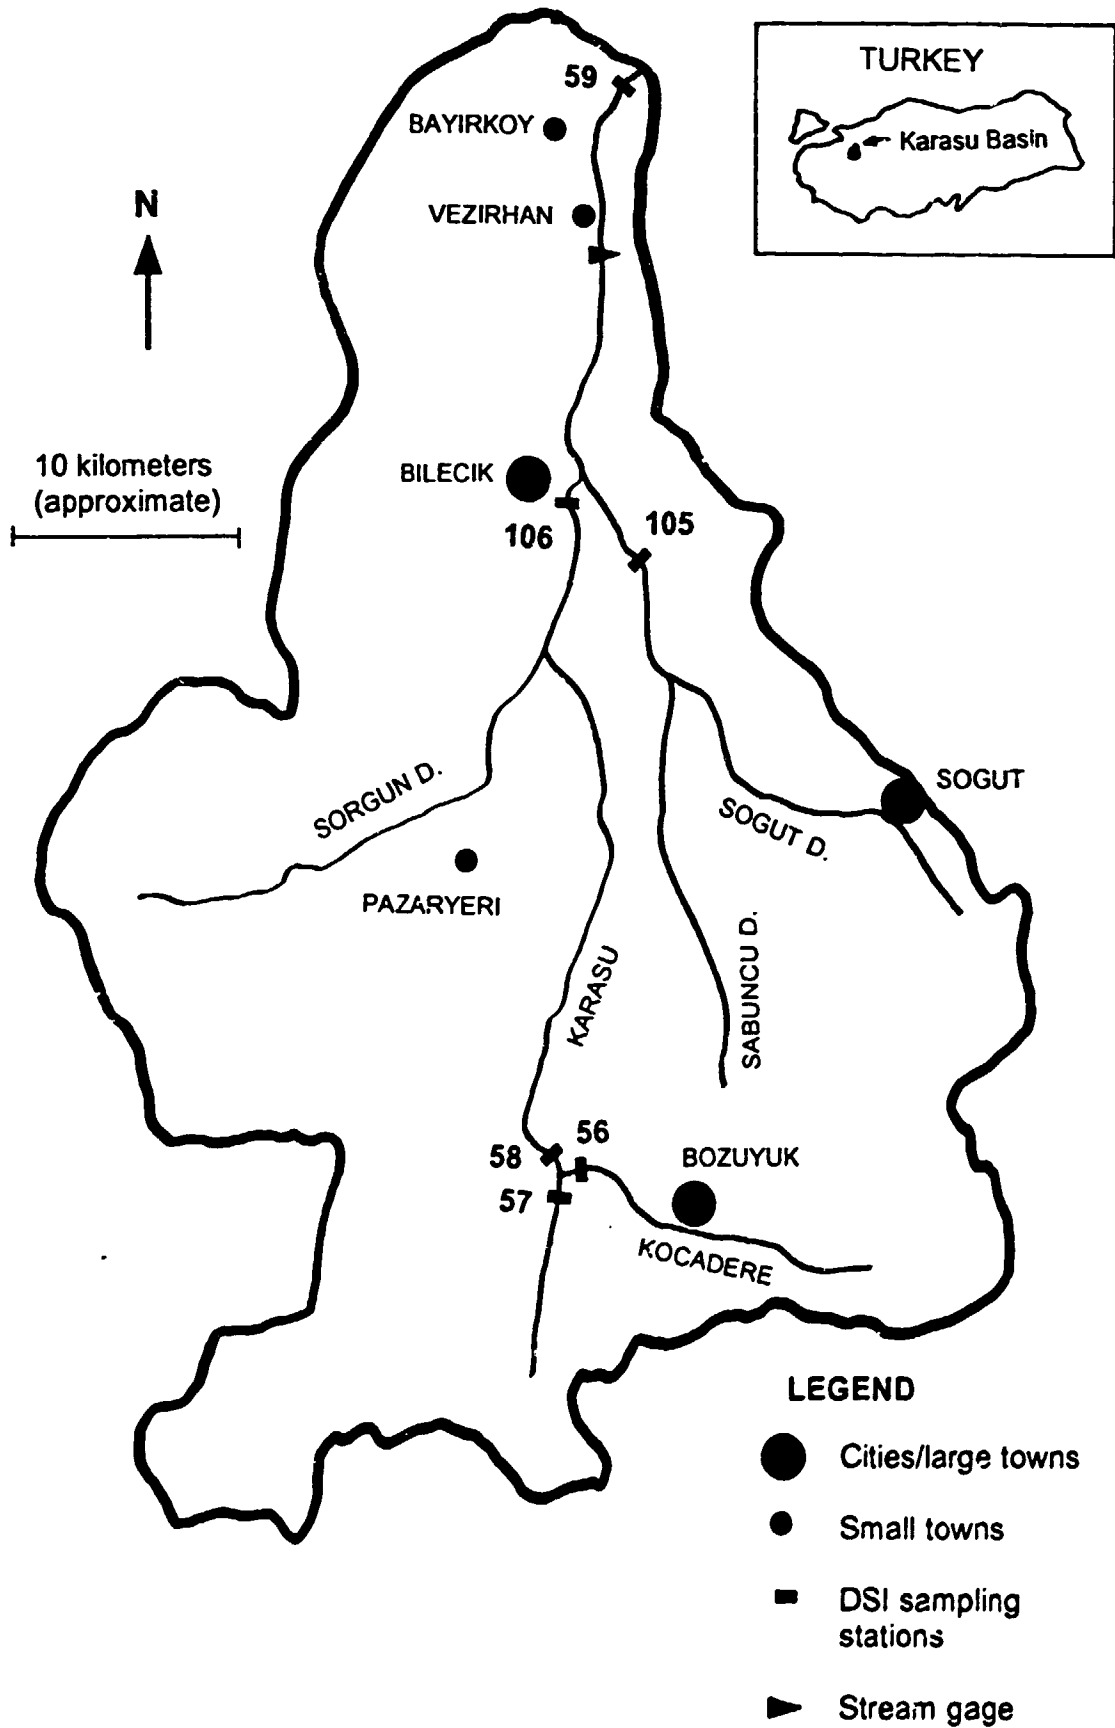 TURKEY
Karasu Basin
59
BAYIRKOY
VEZIRHAN
N
10 kilometers
(approximate)
BILECIK
106
105
SORGUN D.
PAZARYERI
SOGUT
SOGUT D.
KARASU
SABUNCU D.
58
56
57
BOZUYUK
KOCADERE
LEGEND
Cities/large towns
Small towns
DSI sampling
stations
Stream gage